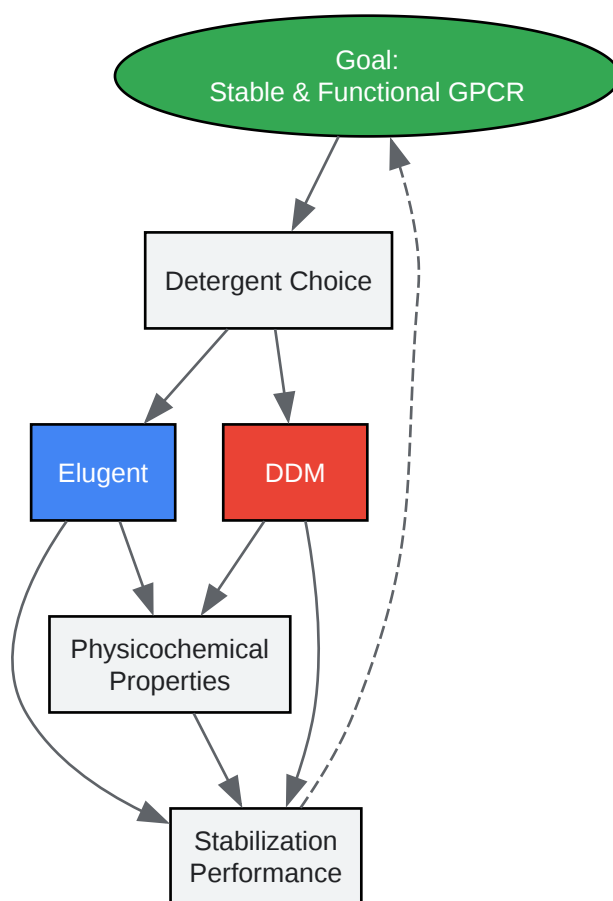 Goal:
Stable & Functional GPCR
Detergent Choice
Elugent
DDM
Physicochemical
Properties
Stabilization
Performance